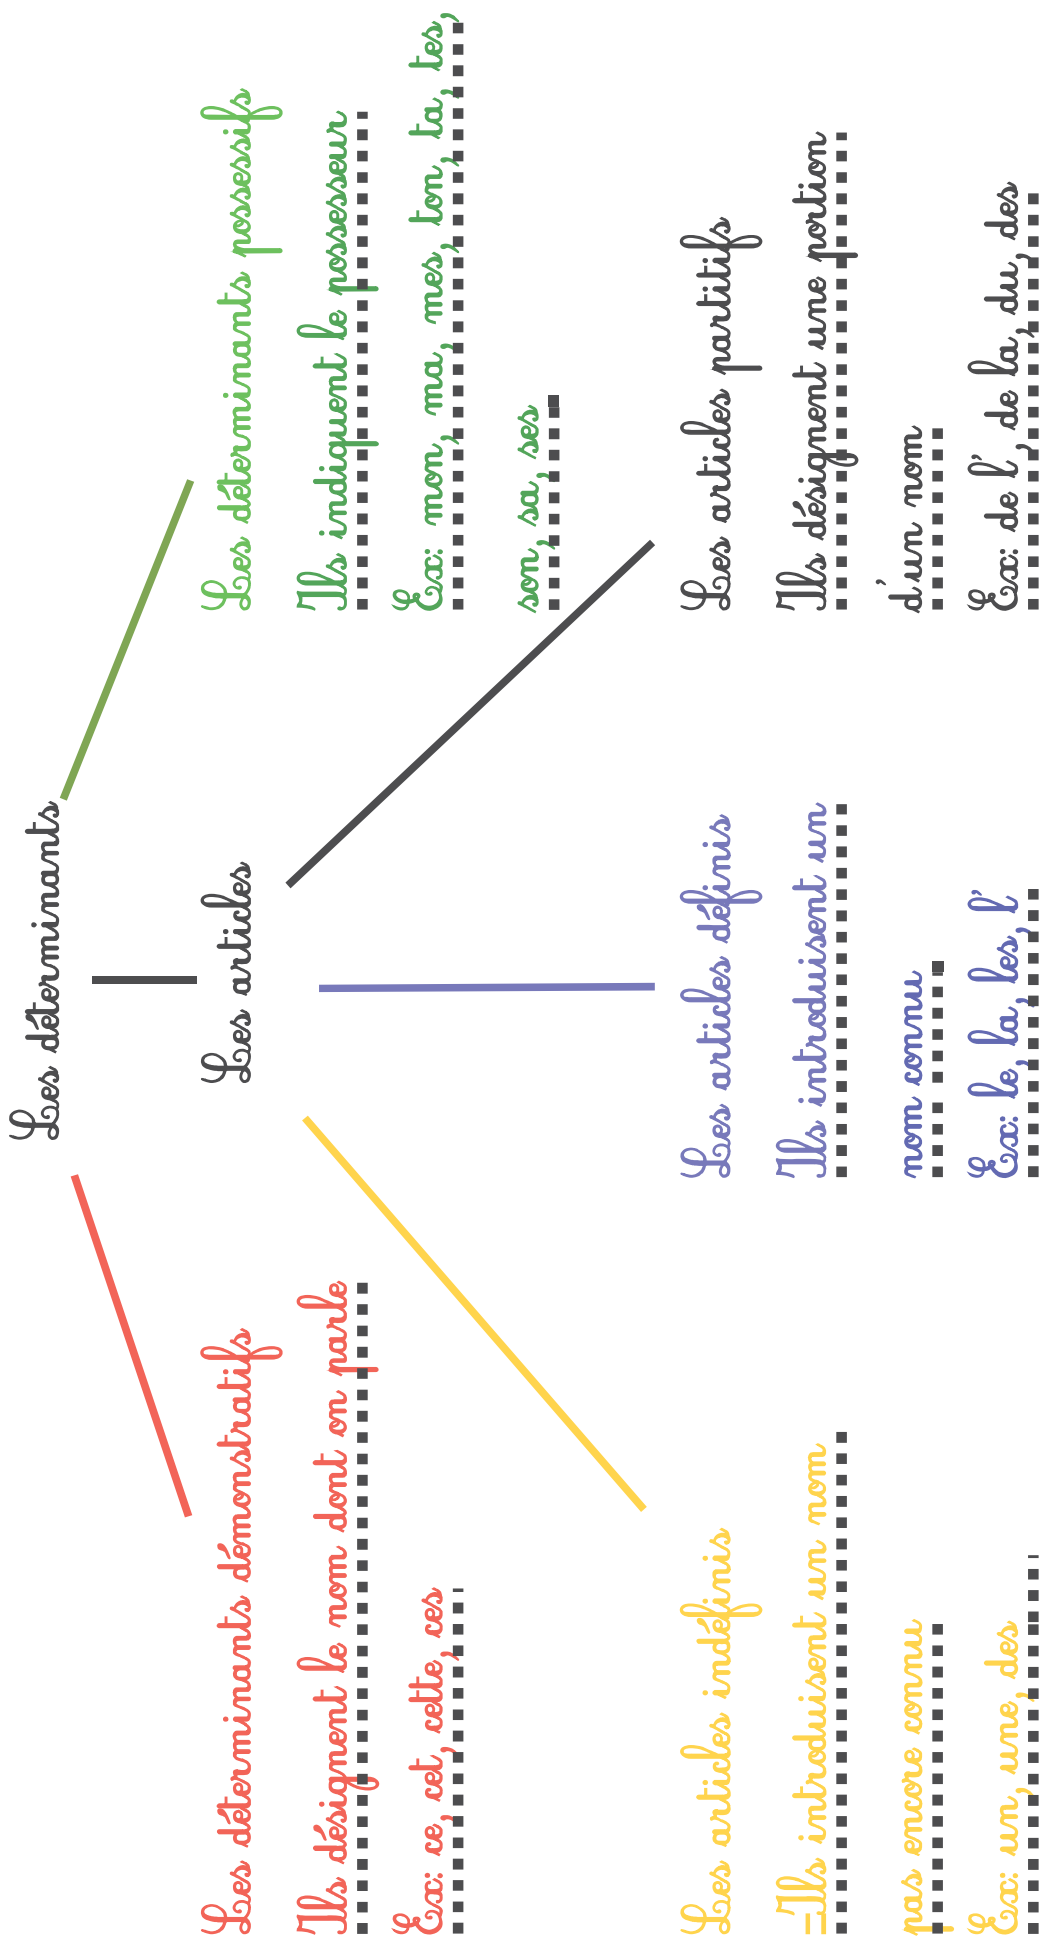 Les déterminants
Les déterminants démonstratifs
Ils désignent le nom dont on parle
Ex: ce, cet, cette, ces
Les articles
Les déterminants possessifs
Ils indiquent le possesseur
Ex: mon, ma, mes, ton, ta, tes,
son, sa, ses
Les articles indéfinis
=Ils introduisent un nom
pas encore connu
Ex: un, une, des
Les articles définis
Ils introduisent un
nom connu
Ex: le, la, les, l'
Les articles partitifs
Ils désignent une portion
d'un nom
Ex: de l', de la, du, des